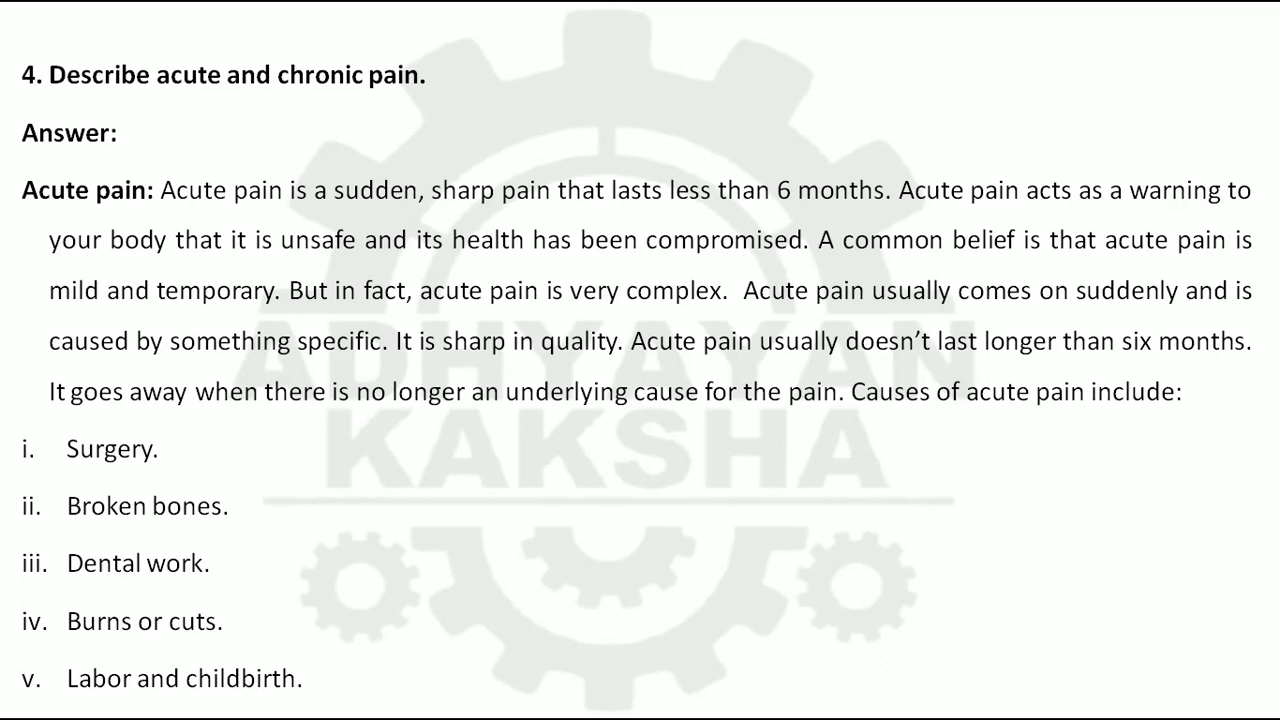 4. Describe acute and chronic pain.
Answer:
Acute pain: Acute pain is a sudden, sharp pain that lasts less than 6 months. Acute pain acts as a warning to
your body that it is unsafe and its health has been compromised. A common belief is that acute pain is
mild and temporary. But in fact, acute pain is very complex.  Acute pain usually comes on suddenly and is
caused by something specific. It is sharp in quality. Acute pain usually doesn’t last longer than six months.
It goes away when there is no longer an underlying cause for the pain. Causes of acute pain include:
i. Surgery.
ii. Broken bones.
iii. Dental work.
iv. Burns or cuts.
v. Labor and childbirth.
ADHYAYAN
KAKSHA